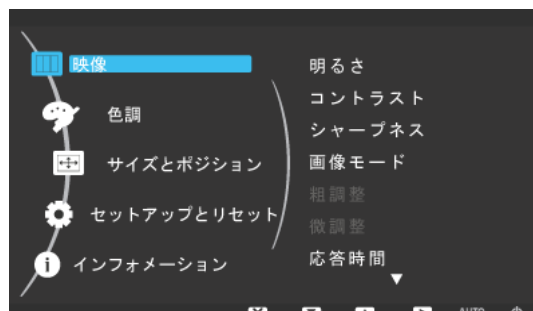 映像
色調
サイズとポジション
セットアップとリセット
インフォメーション
明るさ
コントラスト
シャープネス
画像モード
粗調整
微調整
応答時間
AUTO